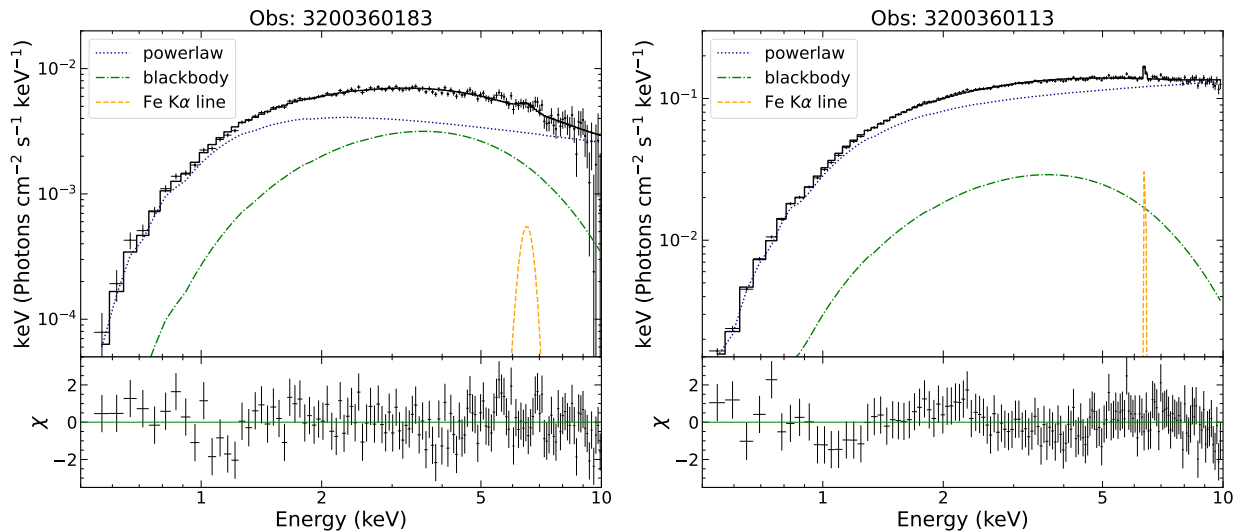 Obs: 3200360183
powerlaw
blackbody
Fe Kα line
10⁻²
10⁻³
10⁻⁴
keV (Photons cm⁻² s⁻¹ keV⁻¹)
2
0
−2
χ
1
2
5
10
Energy (keV)
Obs: 3200360113
powerlaw
blackbody
Fe Kα line
10⁻¹
10⁻²
keV (Photons cm⁻² s⁻¹ keV⁻¹)
2
0
−2
χ
1
2
5
10
Energy (keV)